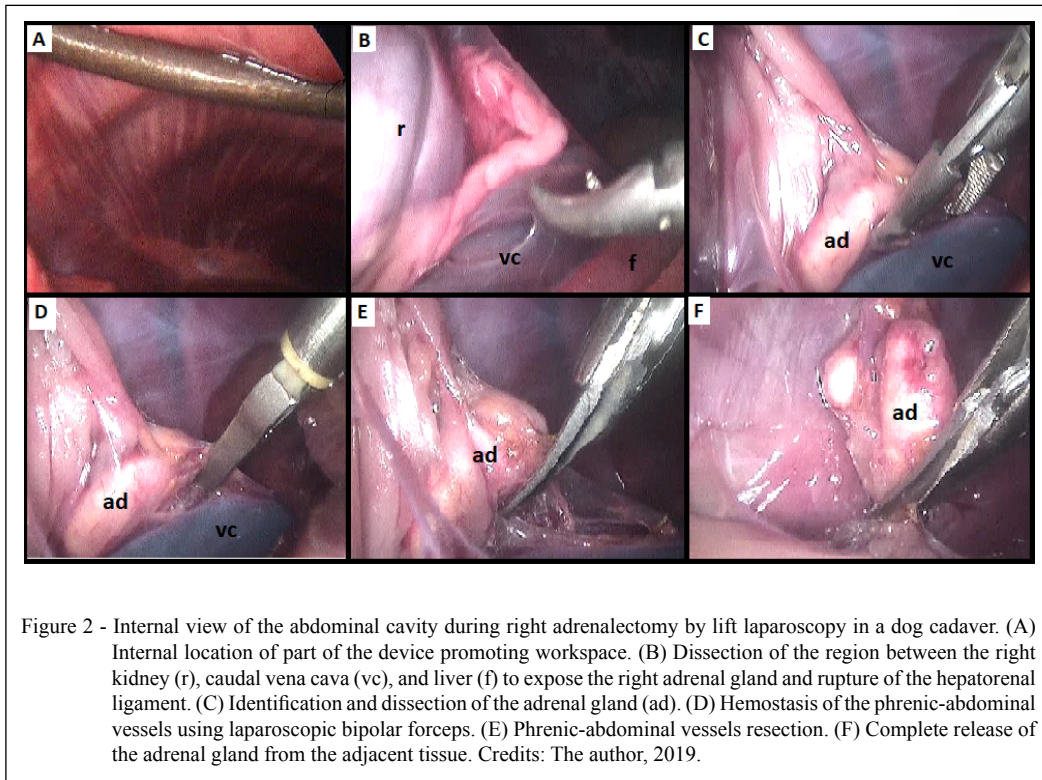 A
B
C
r
vc
f
ad
vc
D
E
F
ad
vc
ad
ad
Figure 2 - Internal view of the abdominal cavity during right adrenalectomy by lift laparoscopy in a dog cadaver. (A)
Internal location of part of the device promoting workspace. (B) Dissection of the region between the right
kidney (r), caudal vena cava (vc), and liver (f) to expose the right adrenal gland and rupture of the hepatorenal
ligament. (C) Identification and dissection of the adrenal gland (ad). (D) Hemostasis of the phrenic-abdominal
vessels using laparoscopic bipolar forceps. (E) Phrenic-abdominal vessels resection. (F) Complete release of
the adrenal gland from the adjacent tissue. Credits: The author, 2019.